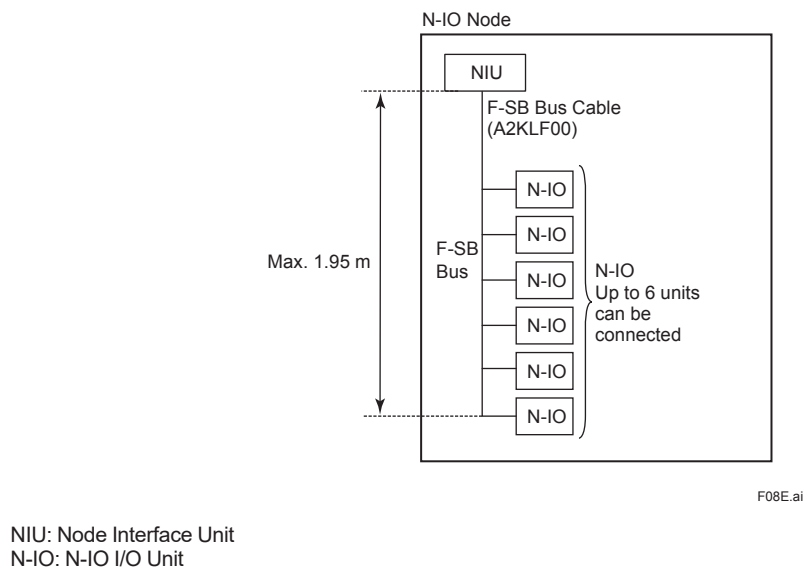 N-IO Node
NIU
F-SB Bus Cable
(A2KLF00)
N-IO
N-IO
N-IO
N-IO
N-IO
N-IO
F-SB
Bus
Max. 1.95 m
N-IO
Up to 6 units
can be
connected
F08E.ai
NIU: Node Interface Unit
N-IO: N-IO I/O Unit